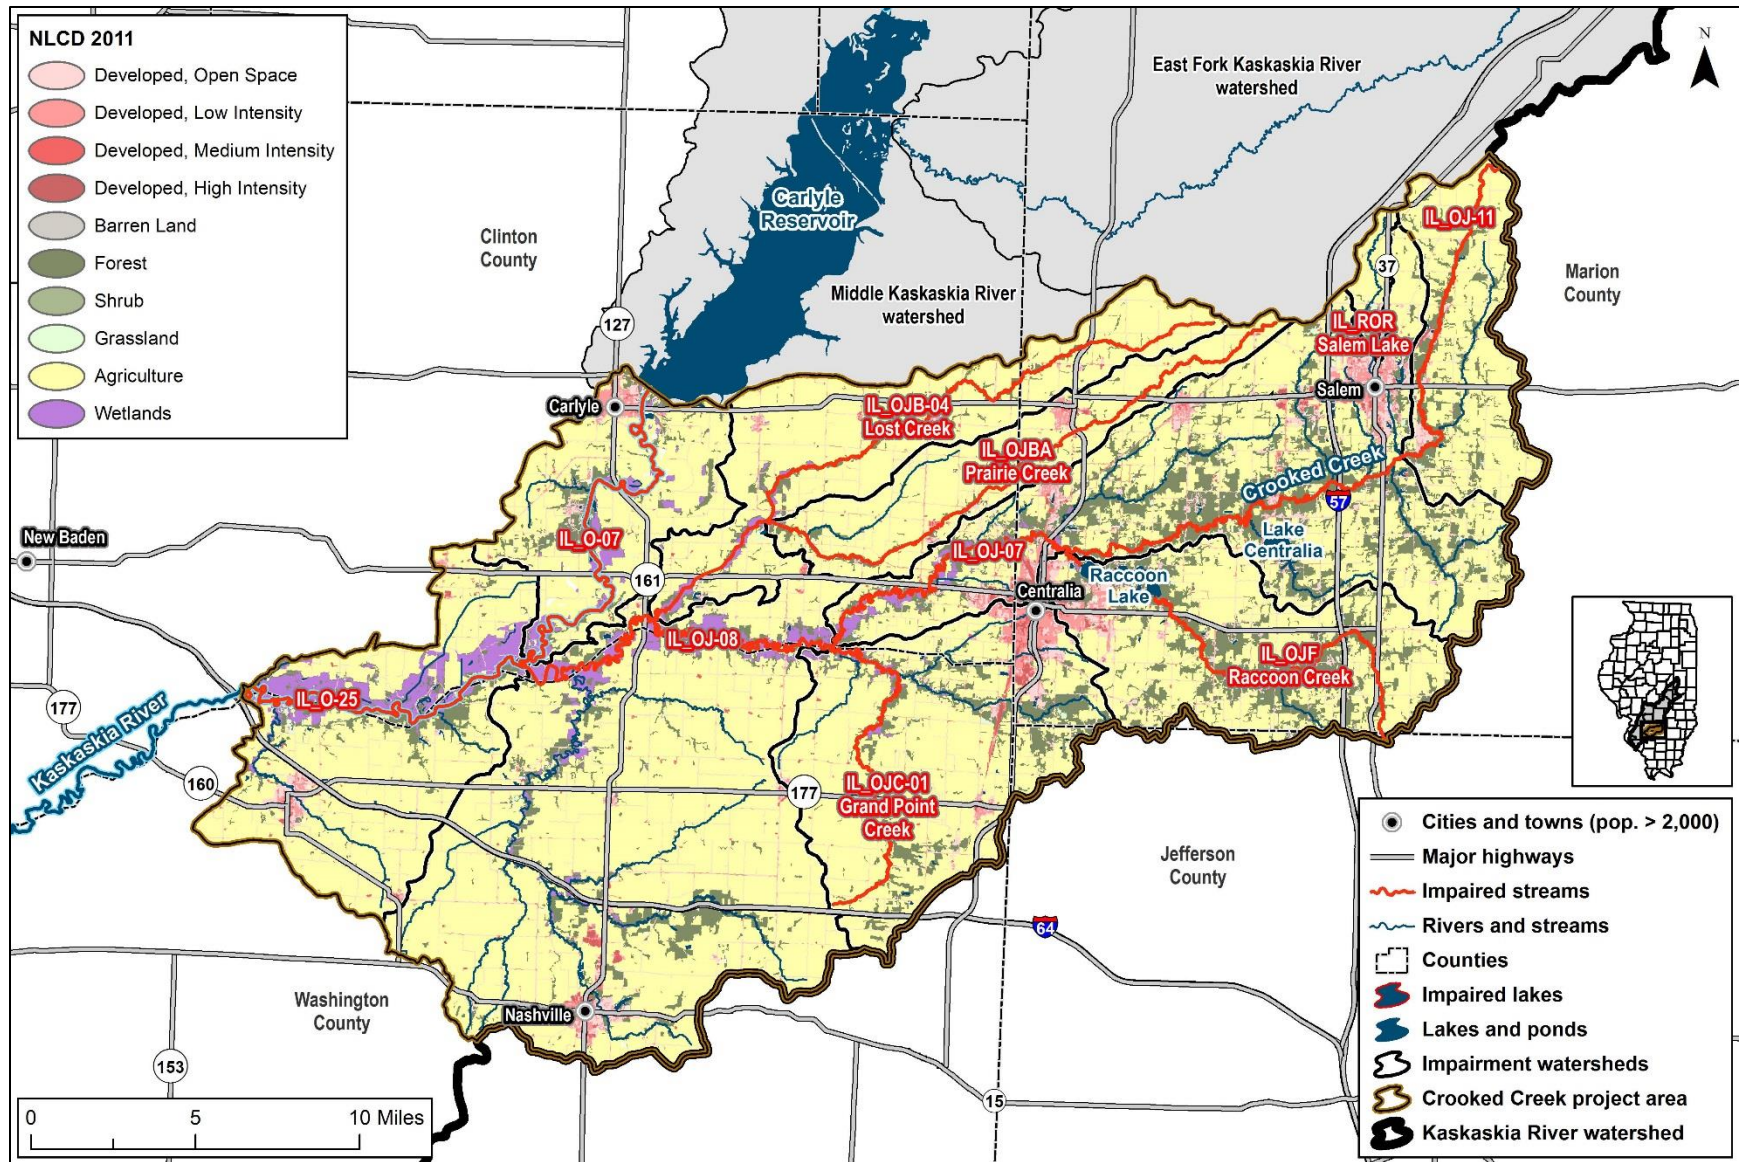 NLCD 2011
Developed, Open Space
Developed, Low Intensity
Developed, Medium Intensity
Developed, High Intensity
Barren Land
Forest
Shrub
Grassland
Agriculture
Wetlands
N
East Fork Kaskaskia River
watershed
Carlyle
Reservoir
Clinton
County
Middle Kaskaskia River
watershed
Marion
County
IL_OJ-11
37
127
IL_ROR
Salem Lake
Salem
Carlyle
IL_OJB-04
Lost Creek
IL_OJBA
Prairie Creek
Crooked Creek
57
New Baden
IL_O-07
IL_OJ-07
Lake
Centralia
161
Raccoon
Lake
Centralia
IL_OJ-08
IL_OJF
Raccoon Creek
IL_O-25
177
Kaskaskia River
160
177
IL_OJC-01
Grand Point
Creek
Jefferson
County
64
Washington
County
Nashville
153
15
0
5
10 Miles
Cities and towns (pop. > 2,000)
Major highways
Impaired streams
Rivers and streams
Counties
Impaired lakes
Lakes and ponds
Impairment watersheds
Crooked Creek project area
Kaskaskia River watershed